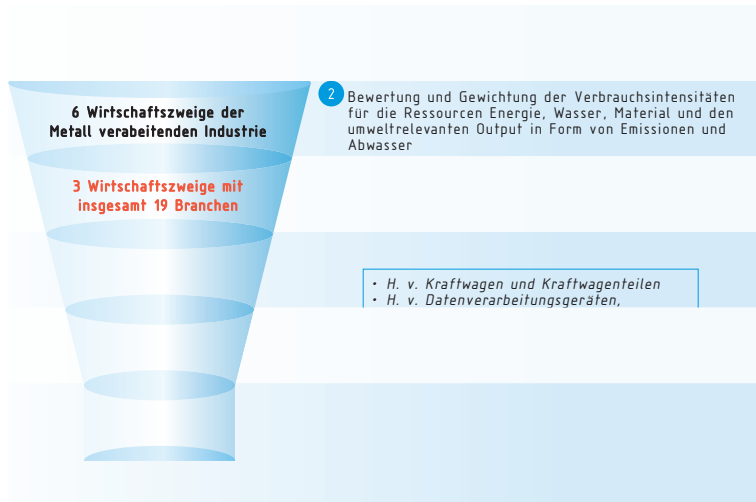 6 Wirtschaftszweige der
Metall verabeitenden Industrie
3 Wirtschaftszweige mit
insgesamt 19 Branchen
2
Bewertung und Gewichtung der Verbrauchsintensitäten
für die Ressourcen Energie, Wasser, Material und den
umweltrelevanten Output in Form von Emissionen und
Abwasser
• H. v. Kraftwagen und Kraftwagenteilen
• H. v. Datenverarbeitungsgeräten,